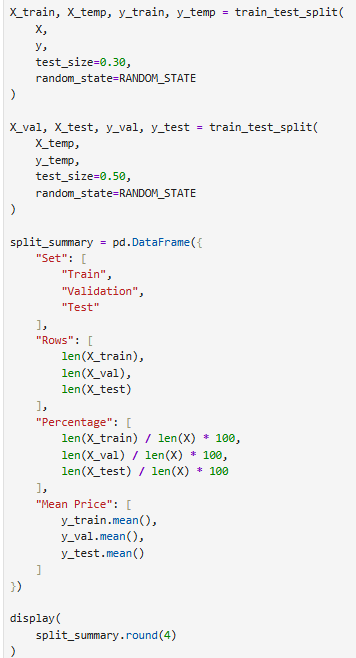 X_train, X_temp, y_train, y_temp = train_test_split(
    X,
    y,
    test_size=0.30,
    random_state=RANDOM_STATE
)

X_val, X_test, y_val, y_test = train_test_split(
    X_temp,
    y_temp,
    test_size=0.50,
    random_state=RANDOM_STATE
)

split_summary = pd.DataFrame({
    "Set": [
        "Train",
        "Validation",
        "Test"
    ],
    "Rows": [
        len(X_train),
        len(X_val),
        len(X_test)
    ],
    "Percentage": [
        len(X_train) / len(X) * 100,
        len(X_val) / len(X) * 100,
        len(X_test) / len(X) * 100
    ],
    "Mean Price": [
        y_train.mean(),
        y_val.mean(),
        y_test.mean()
    ]
})

display(
    split_summary.round(4)
)